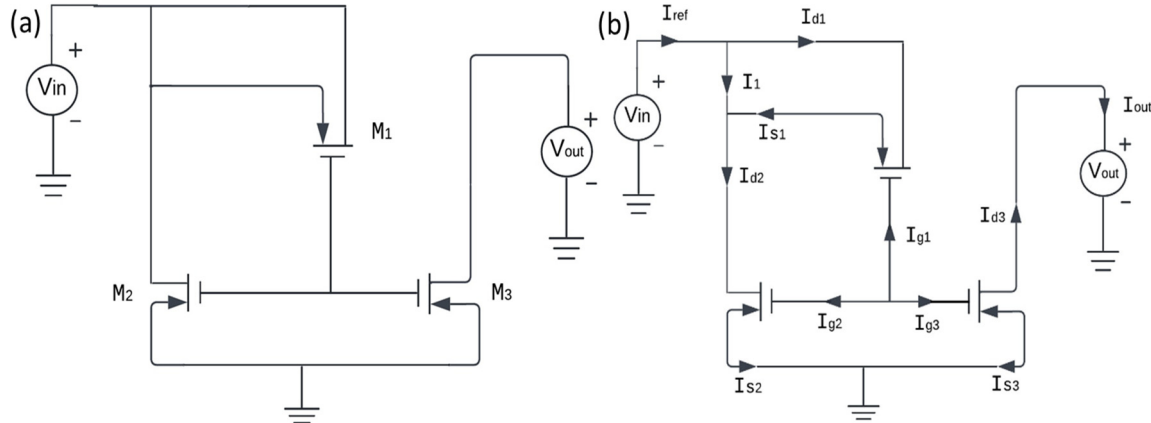 (a)
+
Vin
−
M1
+
Vout
−
M2
M3
(b)
Iref
Id1
+
Vin
−
I1
Is1
Iout
+
Vout
−
Id2
Id3
Ig1
Ig2
Ig3
Is2
Is3